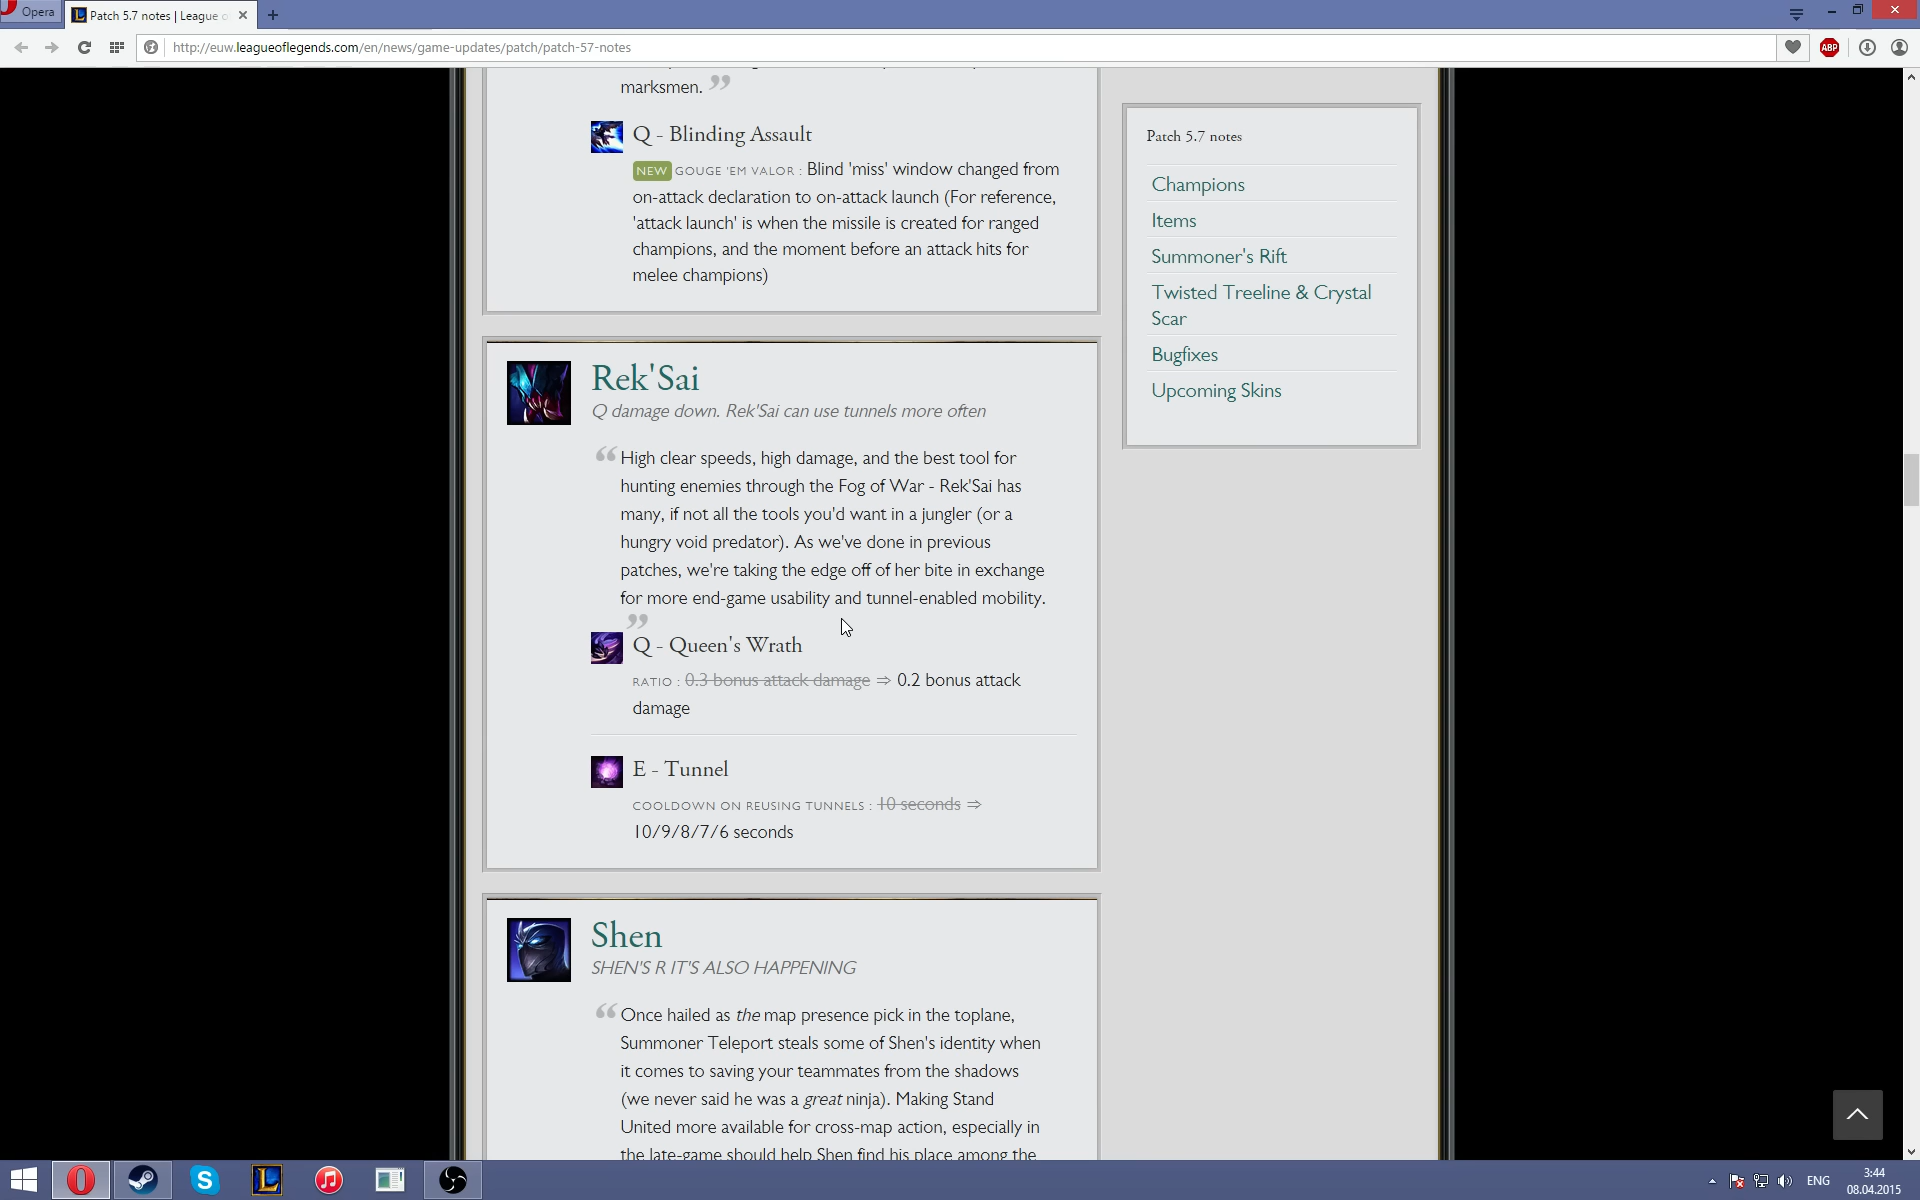 Opera
Patch 5.7 notes | League o
http://euw.leagueoflegends.com/en/news/game-updates/patch/patch-57-notes
ABP
marksmen. ”
Q - Blinding Assault
NEW GOUGE 'EM VALOR : Blind 'miss' window changed from
on-attack declaration to on-attack launch (For reference,
'attack launch' is when the missile is created for ranged
champions, and the moment before an attack hits for
melee champions)
Rek'Sai
Q damage down. Rek'Sai can use tunnels more often
“ High clear speeds, high damage, and the best tool for
hunting enemies through the Fog of War - Rek'Sai has
many, if not all the tools you'd want in a jungler (or a
hungry void predator). As we've done in previous
patches, we're taking the edge off of her bite in exchange
for more end-game usability and tunnel-enabled mobility.
”
Q - Queen's Wrath
RATIO : 0.3 bonus attack damage ⇒ 0.2 bonus attack
damage
E - Tunnel
COOLDOWN ON REUSING TUNNELS : 10 seconds ⇒
10/9/8/7/6 seconds
Shen
SHEN'S R IT'S ALSO HAPPENING
“ Once hailed as the map presence pick in the toplane,
Summoner Teleport steals some of Shen's identity when
it comes to saving your teammates from the shadows
(we never said he was a great ninja). Making Stand
United more available for cross-map action, especially in
the late-game should help Shen find his place among the
Patch 5.7 notes
Champions
Items
Summoner's Rift
Twisted Treeline & Crystal
Scar
Bugfixes
Upcoming Skins
ENG
3:44
08.04.2015